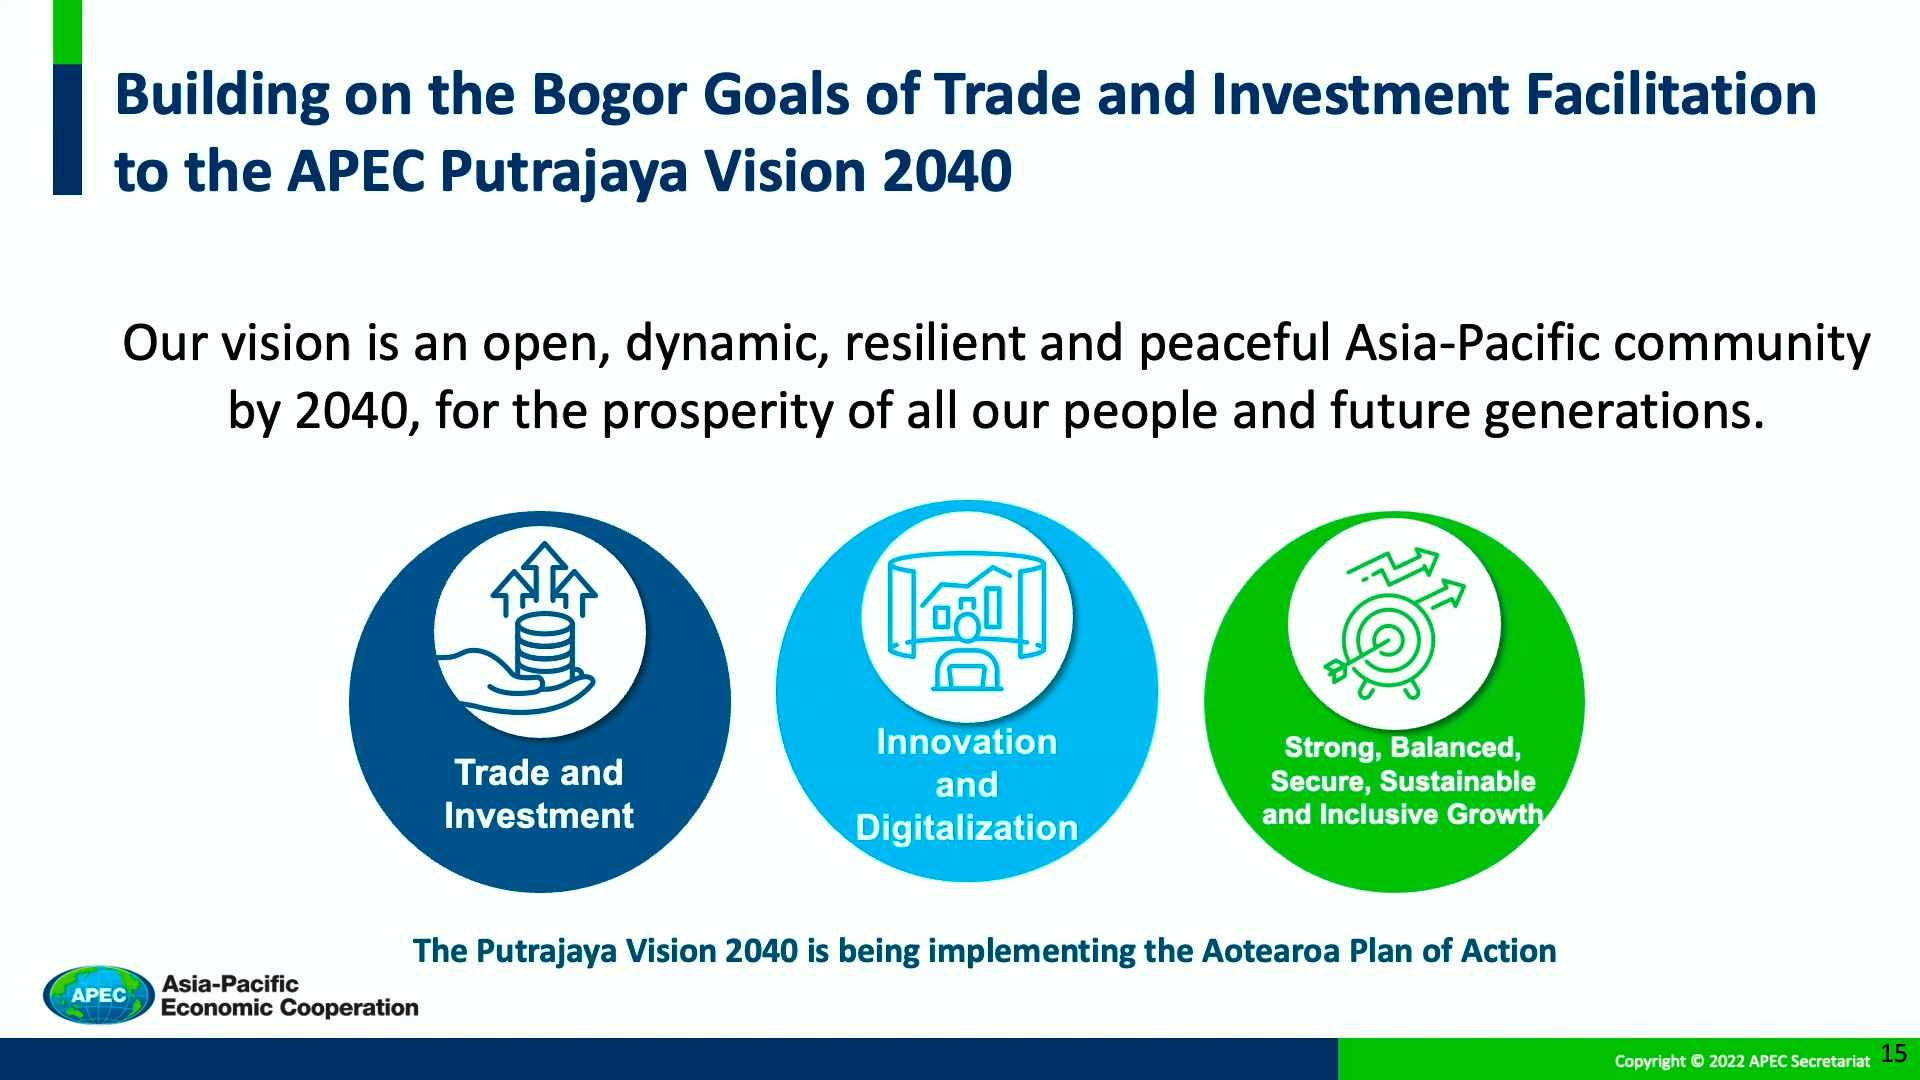 Building on the Bogor Goals of Trade and Investment Facilitation
to the APEC Putrajaya Vision 2040
Our vision is an open, dynamic, resilient and peaceful Asia-Pacific community
by 2040, for the prosperity of all our people and future generations.
Trade and
Investment
Innovation
and
Digitalization
Strong, Balanced,
Secure, Sustainable
and Inclusive Growth
The Putrajaya Vision 2040 is being implementing the Aotearoa Plan of Action
APEC
Asia-Pacific
Economic Cooperation
Copyright © 2022 APEC Secretariat
15